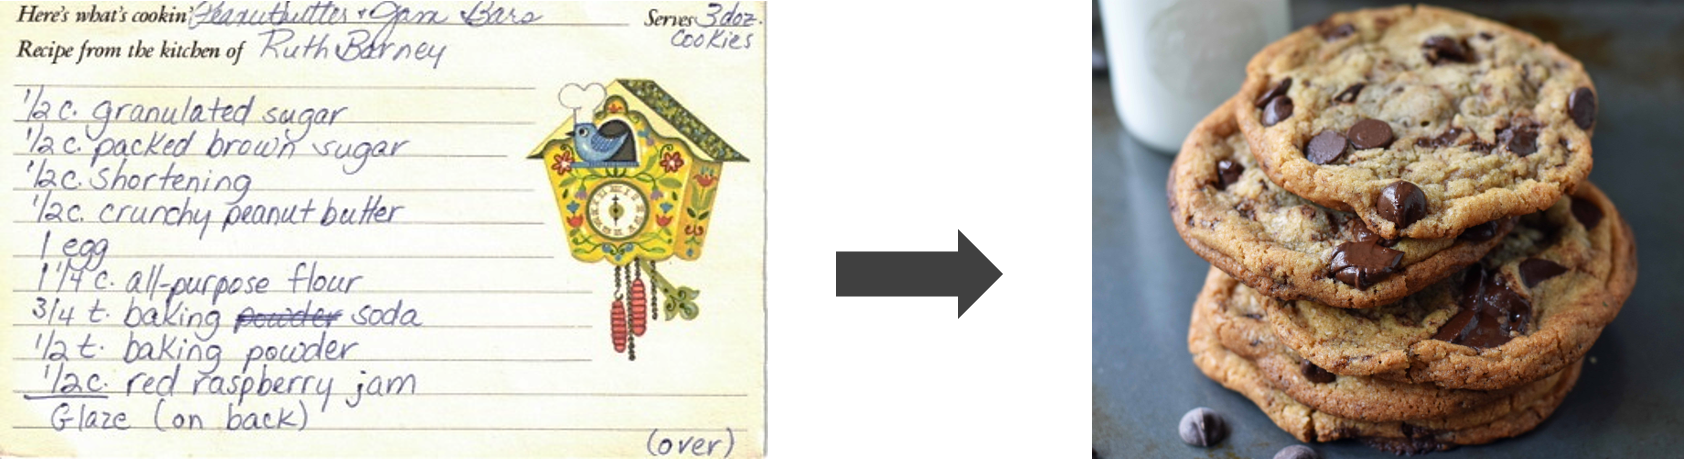 Here's what's cookin' Peanutbutter & Jam Bars Serves 3 doz.
Cookies
Recipe from the kitchen of Ruth Barney
1/2 c. granulated sugar
1/2 c. packed brown sugar
1/2 c. shortening
1/2 c. crunchy peanut butter
1 egg
1 1/4 c. all-purpose flour
3/4 t. baking powder soda
1/2 t. baking powder
1/2 c. red raspberry jam
Glaze (on back)
(over)